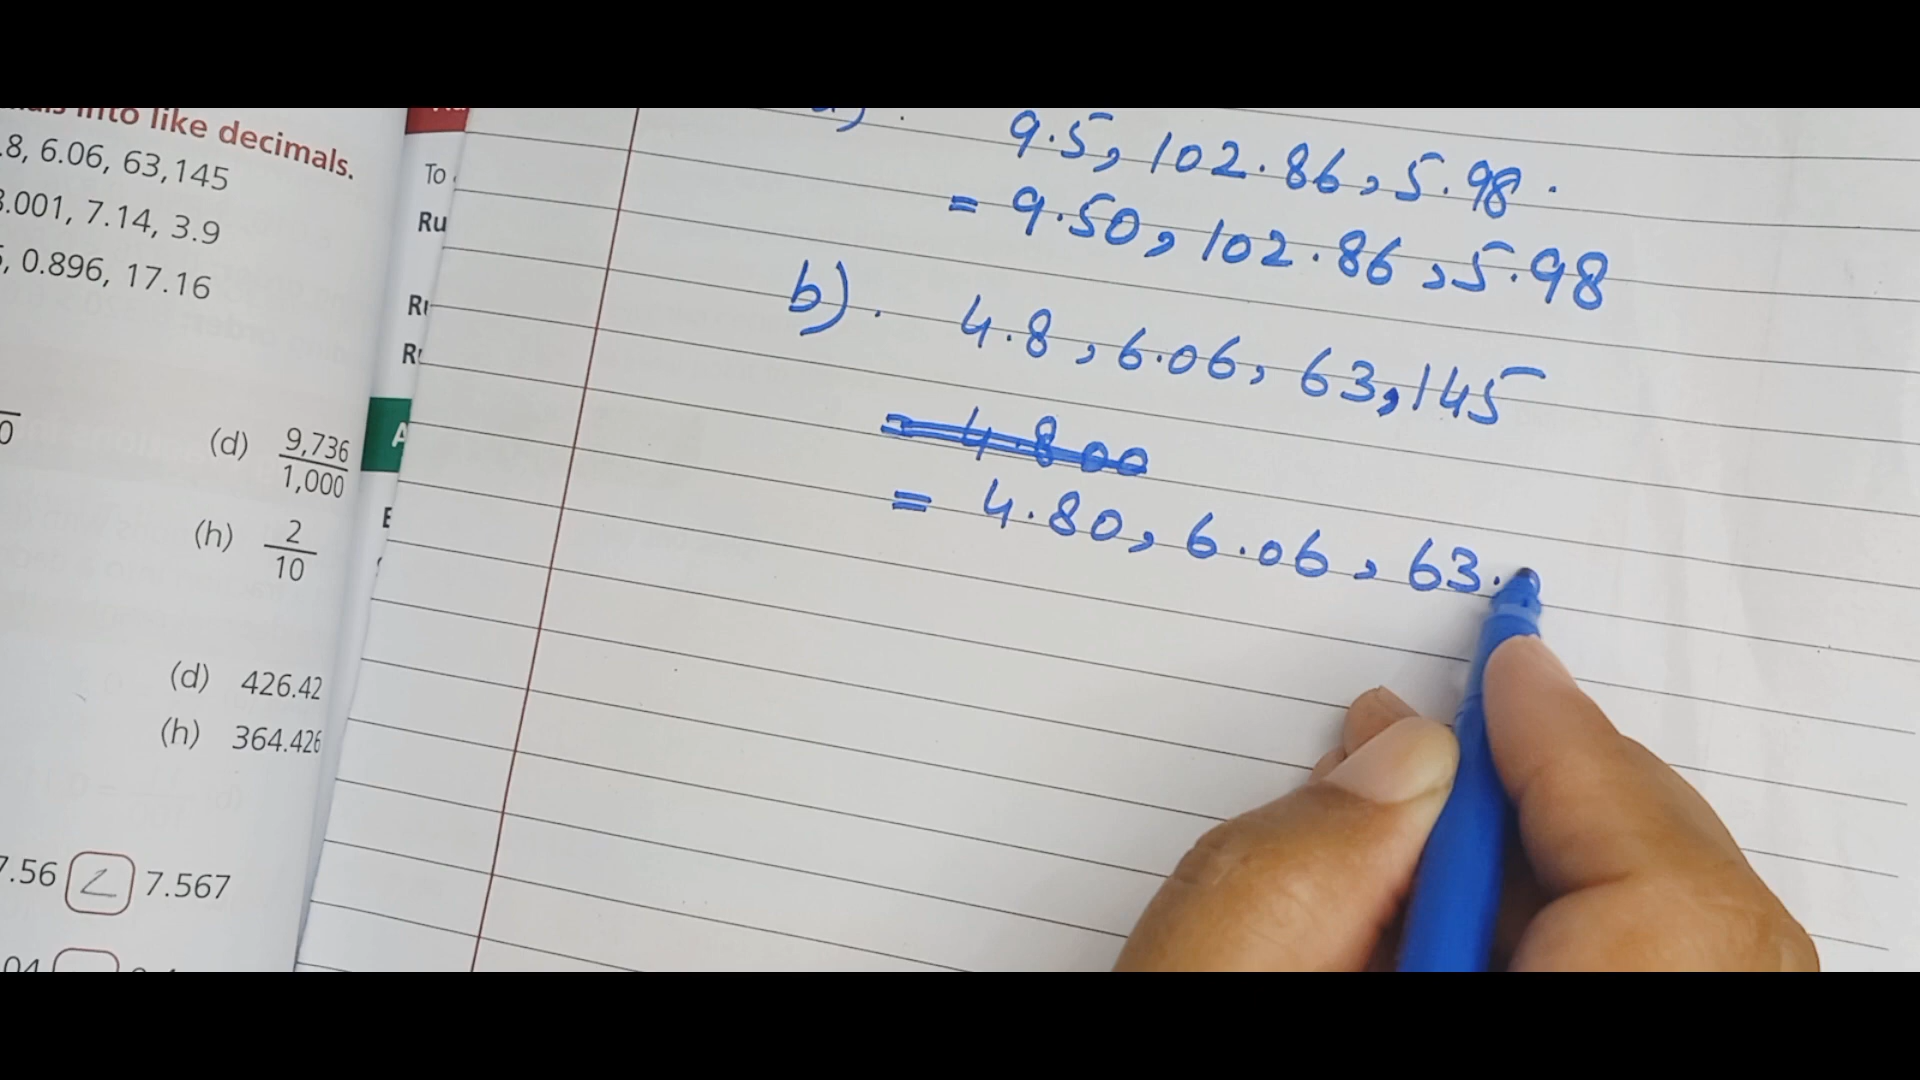 into like decimals.
.8, 6.06, 63,145
.001, 7.14, 3.9
, 0.896, 17.16
(d) 9,736
1,000
(h) 2
10
(d) 426.42
(h) 364.426
7.56 7.567
To
Ru
A
9.5, 102.86, 5.98.
= 9.50, 102.86, 5.98
b). 4.8, 6.06, 63,145
= 4.800
= 4.80, 6.06, 63.